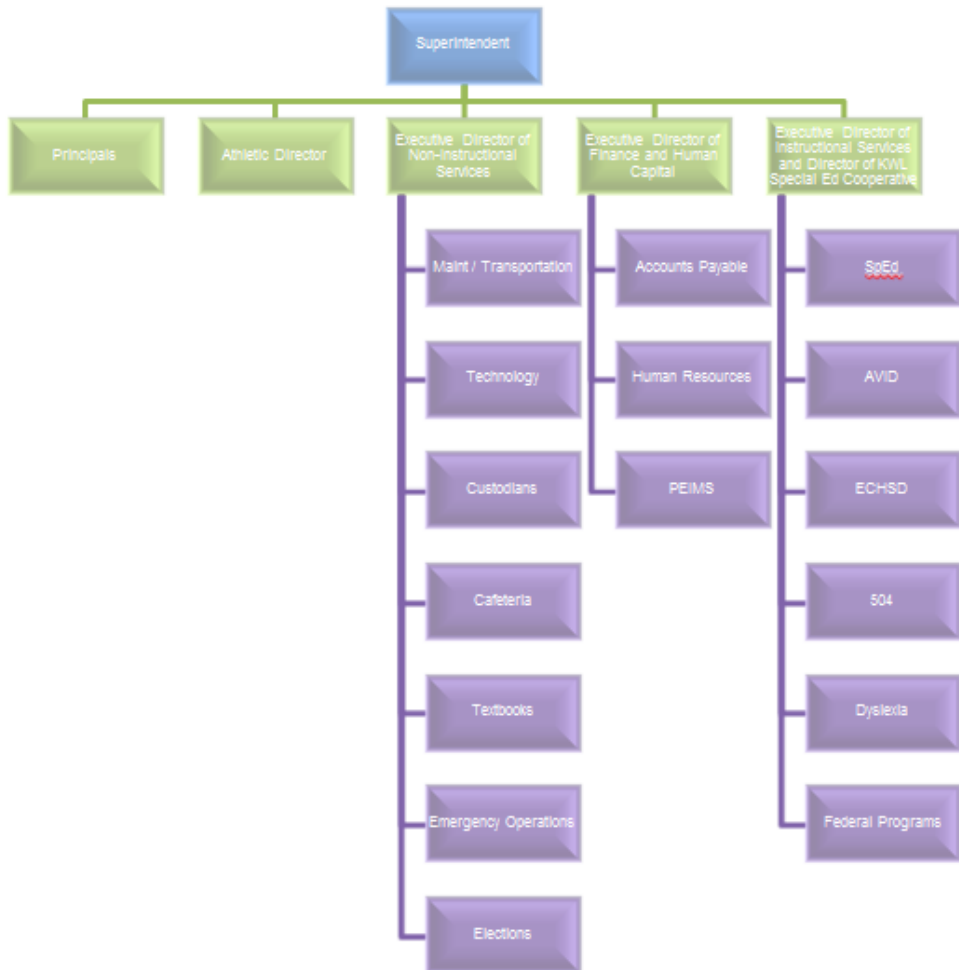 Superintendent
Principals
Athletic Director
Executive Director of
Non-Instructional
Services
Executive Director of
Finance and Human
Capital
Executive Director of
Instructional Services
and Director of KWL
Special Ed Cooperative
Maint / Transportation
Technology
Custodians
Cafeteria
Textbooks
Emergency Operations
Elections
Accounts Payable
Human Resources
PEIMS
SpEd
AVID
ECHSD
504
Dyslexia
Federal Programs